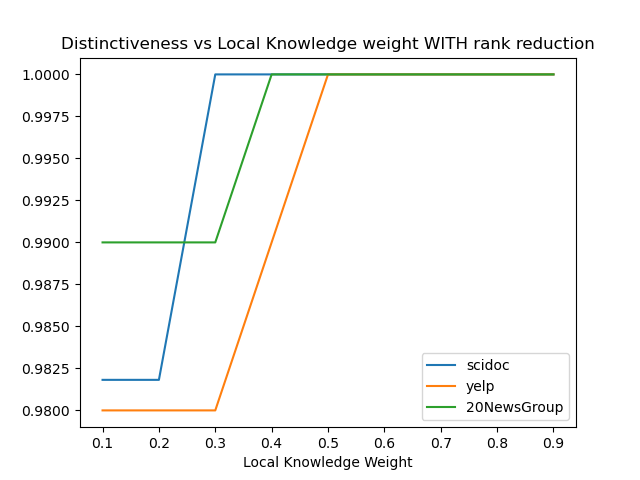 Distinctiveness vs Local Knowledge weight WITH rank reduction
1.0000
0.9975
0.9950
0.9925
0.9900
0.9875
0.9850
0.9825
0.9800
scidoc
yelp
20NewsGroup
0.1 0.2 0.3 0.4 0.5 0.6 0.7 0.8 0.9
Local Knowledge Weight